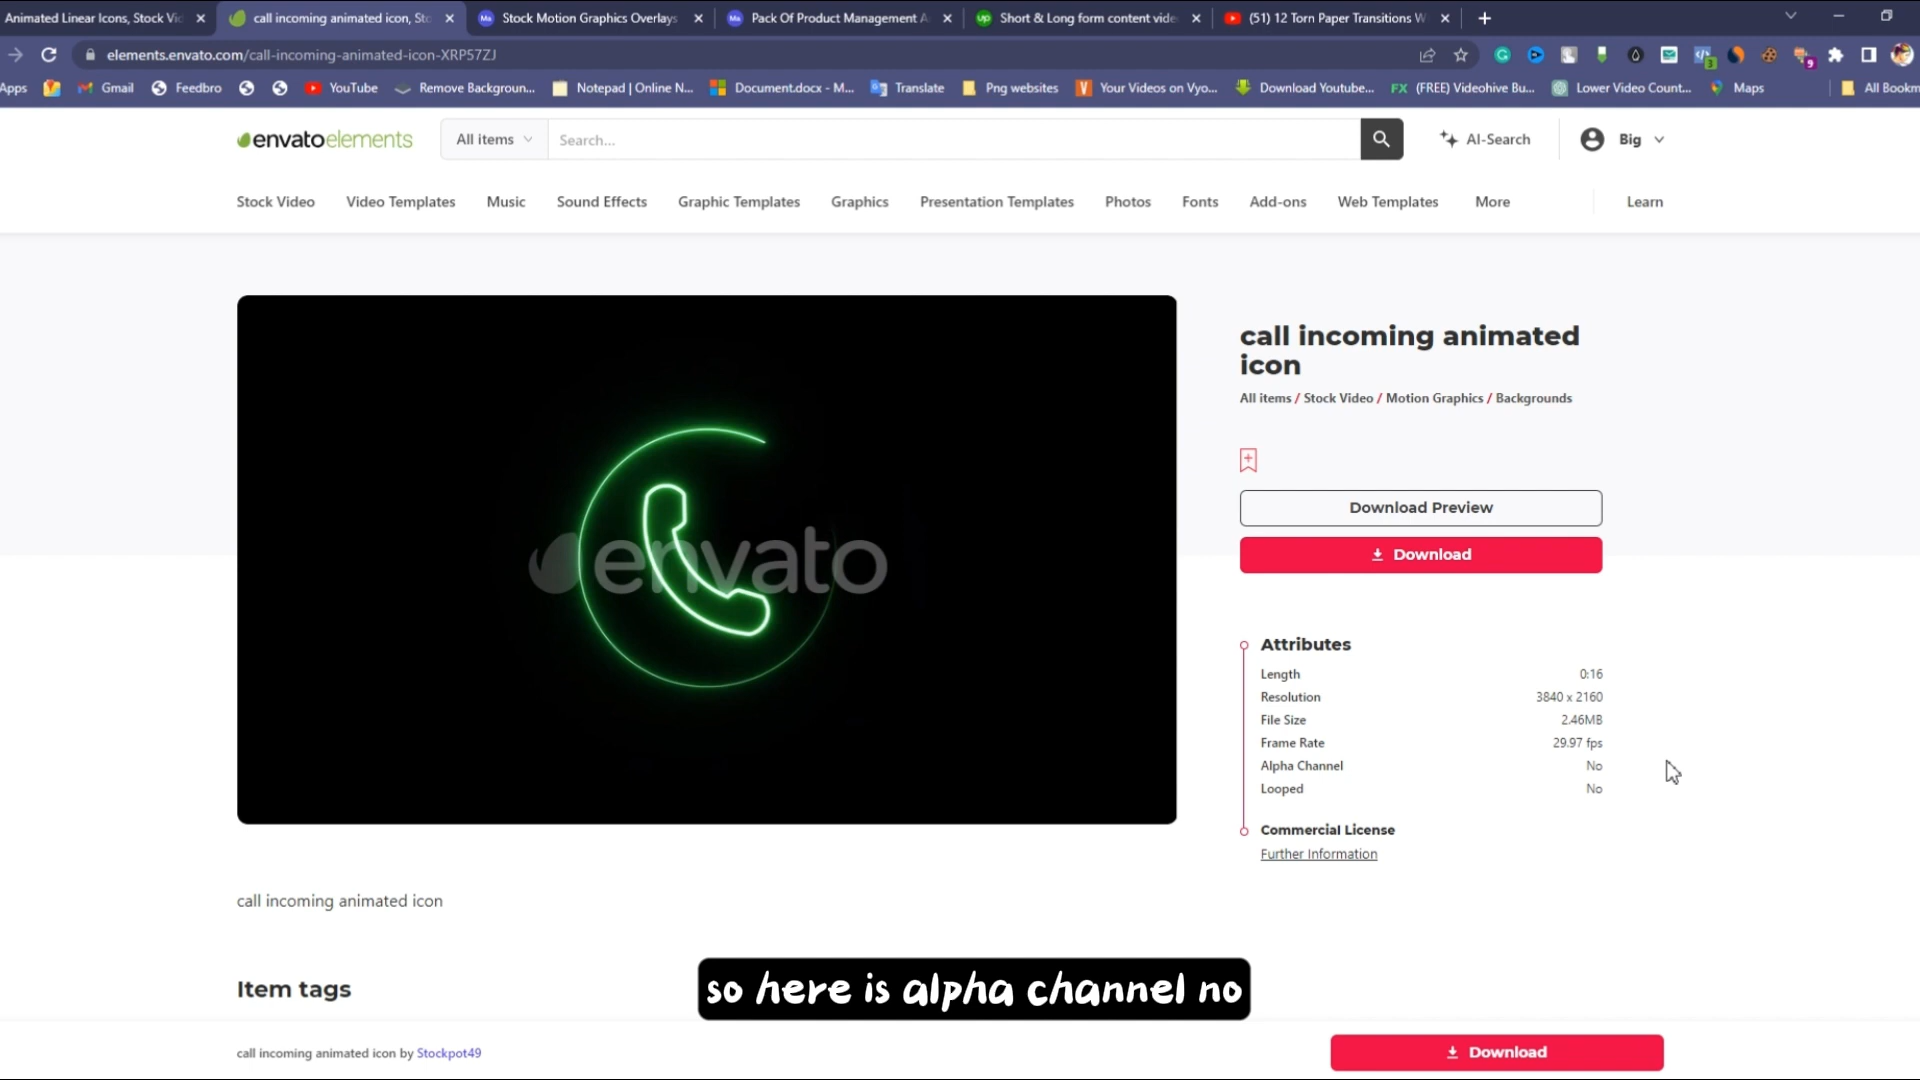 Animated Linear Icons, Stock Vi
call incoming animated icon, Sto
Stock Motion Graphics Overlays
Pack Of Product Management A
Short & Long form content vide
(51) 12 Torn Paper Transitions W
elements.envato.com/call-incoming-animated-icon-XRP57ZJ
3
9
Apps
Gmail
Feedbro
YouTube
Remove Backgroun...
Notepad | Online N...
Document.docx - M...
Translate
Png websites
Your Videos on Vyo...
Download Youtube...
FX (FREE) Videohive Bu...
Lower Video Count...
Maps
All Bookm
envatoelements
All items
Search...
AI-Search
Big
Stock Video
Video Templates
Music
Sound Effects
Graphic Templates
Graphics
Presentation Templates
Photos
Fonts
Add-ons
Web Templates
More
Learn
envato
call incoming animated
icon
All items / Stock Video / Motion Graphics / Backgrounds
Download Preview
Download
Attributes
Length 0:16
Resolution 3840 x 2160
File Size 2.46MB
Frame Rate 29.97 fps
Alpha Channel No
Looped No
Commercial License
Further Information
call incoming animated icon
Item tags
so here is alpha channel no
call incoming animated icon by Stockpot49
Download